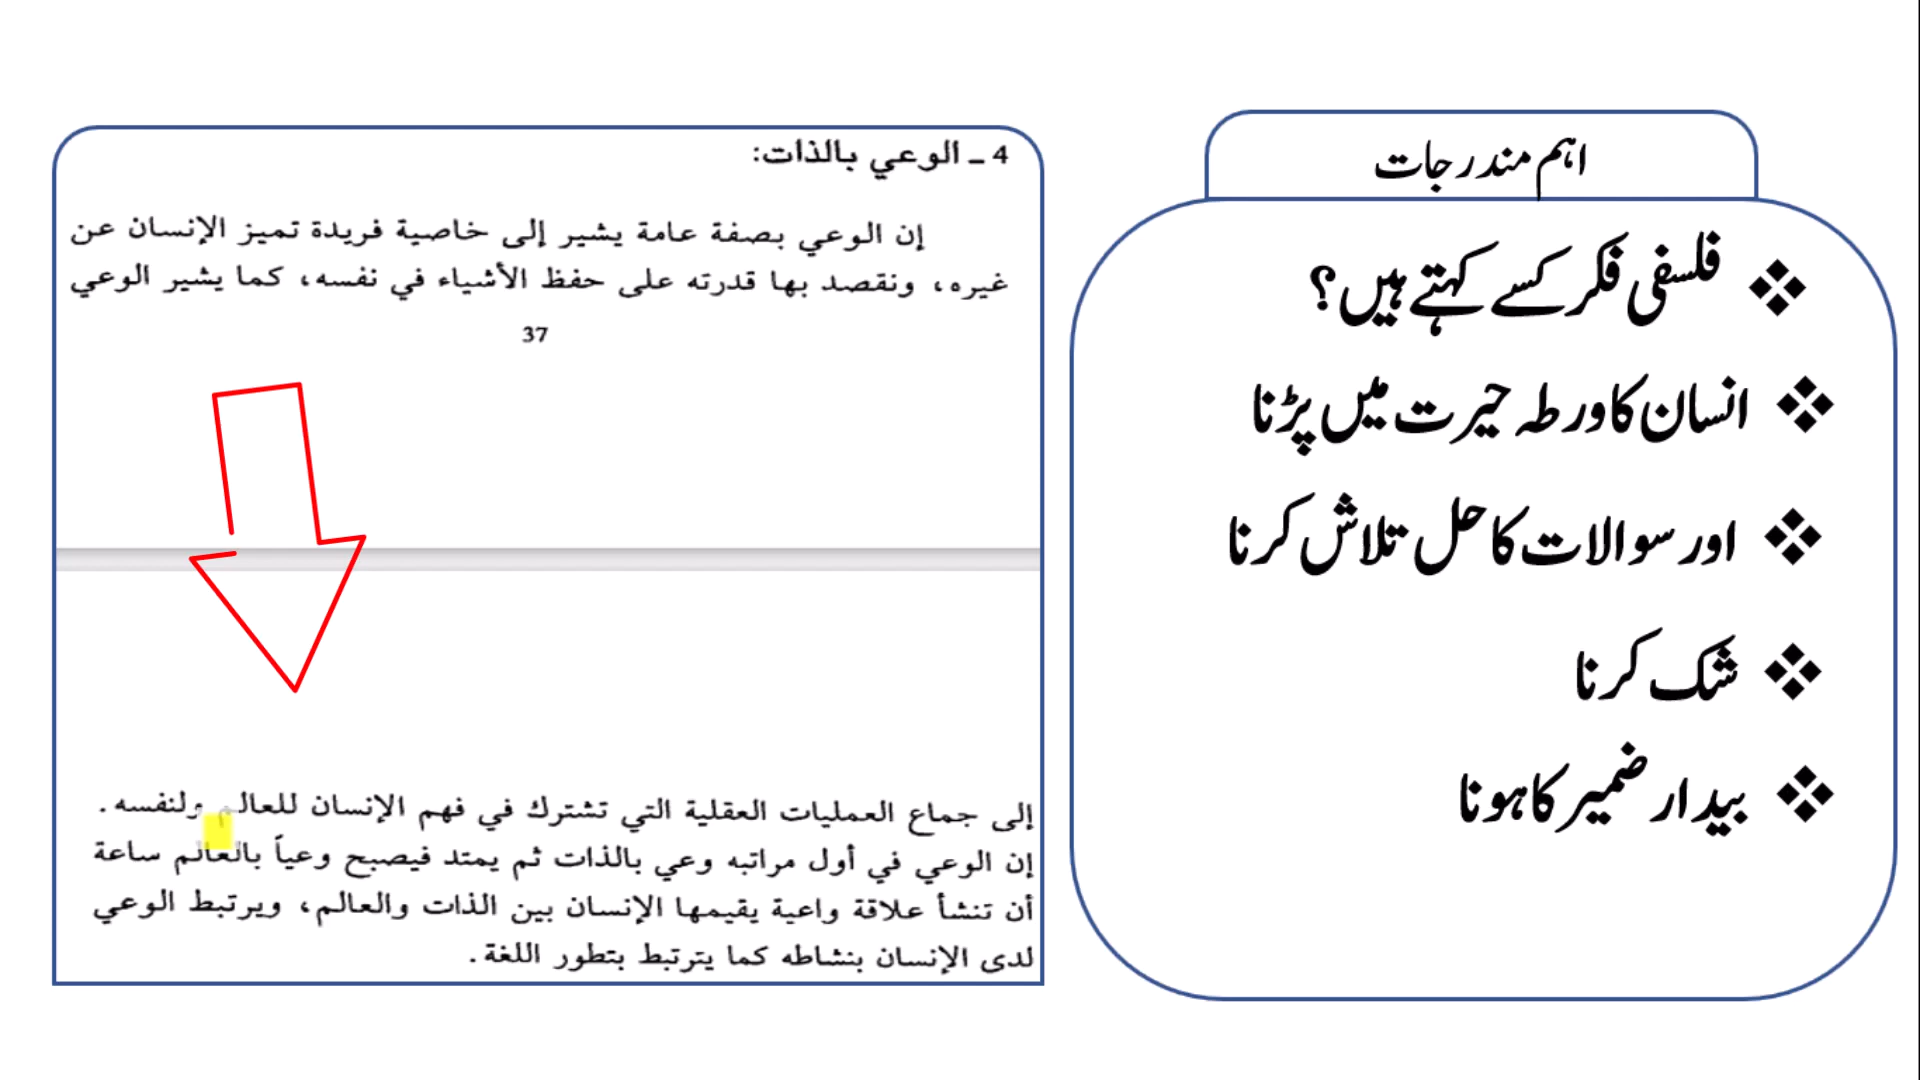 اہم مندرجات
فلسفی فکر کسے کہتے ہیں؟
انسان کا ورطہ حیرت میں پڑنا
اور سوالات کا حل تلاش کرنا
شک کرنا
بیدار ضمیر کا ہونا
4 ـ الوعي بالذات:
إن الوعي بصفة عامة يشير إلى خاصية فريدة تميز الإنسان عن
غيره، ونقصد بها قدرته على حفظ الأشياء في نفسه، كما يشير الوعي
37
إلى جماع العمليات العقلية التي تشترك في فهم الإنسان للعالم ولنفسه.
إن الوعي في أول مراتبه وعي بالذات ثم يمتد فيصبح وعياً بالعالم ساعة
أن تنشأ علاقة واعية يقيمها الإنسان بين الذات والعالم، ويرتبط الوعي
لدى الإنسان بنشاطه كما يترتبط بتطور اللغة.